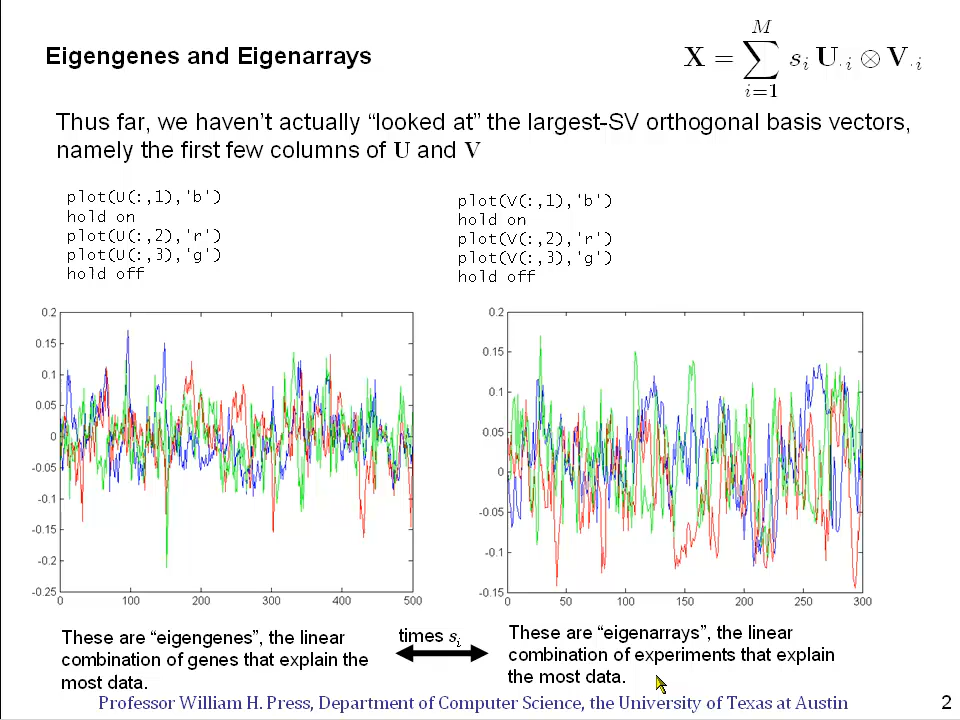 Eigengenes and Eigenarrays
X = \sum_{i=1}^{M} s_i U_{\cdot i} \otimes V_{\cdot i}
Thus far, we haven't actually “looked at” the largest-SV orthogonal basis vectors,
namely the first few columns of U and V
plot(U(:,1),'b')
hold on
plot(U(:,2),'r')
plot(U(:,3),'g')
hold off
plot(V(:,1),'b')
hold on
plot(V(:,2),'r')
plot(V(:,3),'g')
hold off
0.2
0.15
0.1
0.05
0
-0.05
-0.1
-0.15
-0.2
-0.25
0 100 200 300 400 500
0.2
0.15
0.1
0.05
0
-0.05
-0.1
-0.15
0 50 100 150 200 250 300
These are “eigengenes”, the linear
combination of genes that explain the
most data.
times s_i
These are “eigenarrays”, the linear
combination of experiments that explain
the most data.
Professor William H. Press, Department of Computer Science, the University of Texas at Austin
2